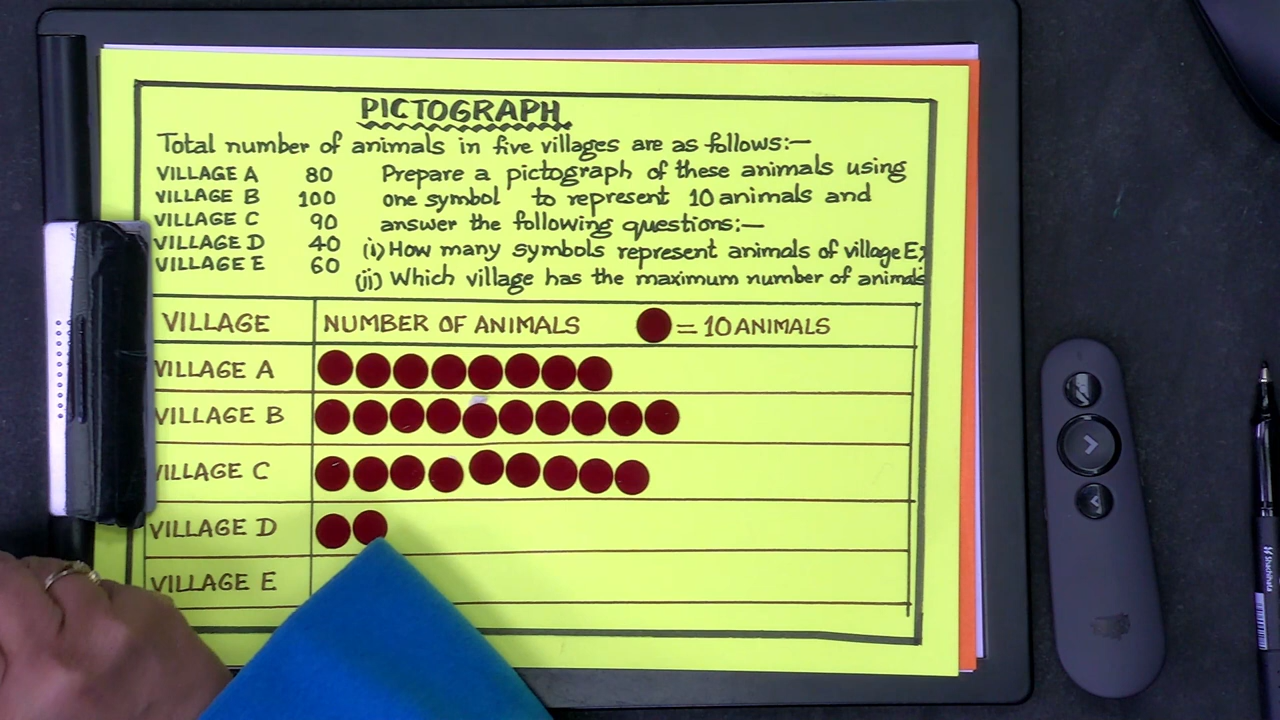 PICTOGRAPH
Total number of animals in five villages are as follows:—
VILLAGE A 80 Prepare a pictograph of these animals using
VILLAGE B 100 one symbol to represent 10 animals and
VILLAGE C 90 answer the following questions:—
VILLAGE D 40 (i) How many symbols represent animals of village E?
VILLAGE E 60 (ii) Which village has the maximum number of animals
VILLAGE NUMBER OF ANIMALS = 10 ANIMALS
VILLAGE A
VILLAGE B
VILLAGE C
VILLAGE D
VILLAGE E